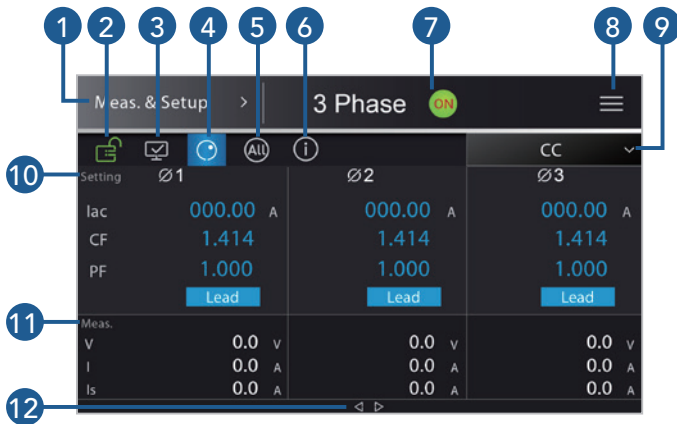 1 2 3 4 5 6 7 8 9
Meas. & Setup > 3 Phase ON
All i CC
10 Setting Ø1 Ø2 Ø3
Iac 000.00 A 000.00 A 000.00 A
CF 1.414 1.414 1.414
PF 1.000 1.000 1.000
Lead Lead Lead
11 Meas.
V 0.0 V 0.0 V 0.0 V
I 0.0 A 0.0 A 0.0 A
Is 0.0 A 0.0 A 0.0 A
12